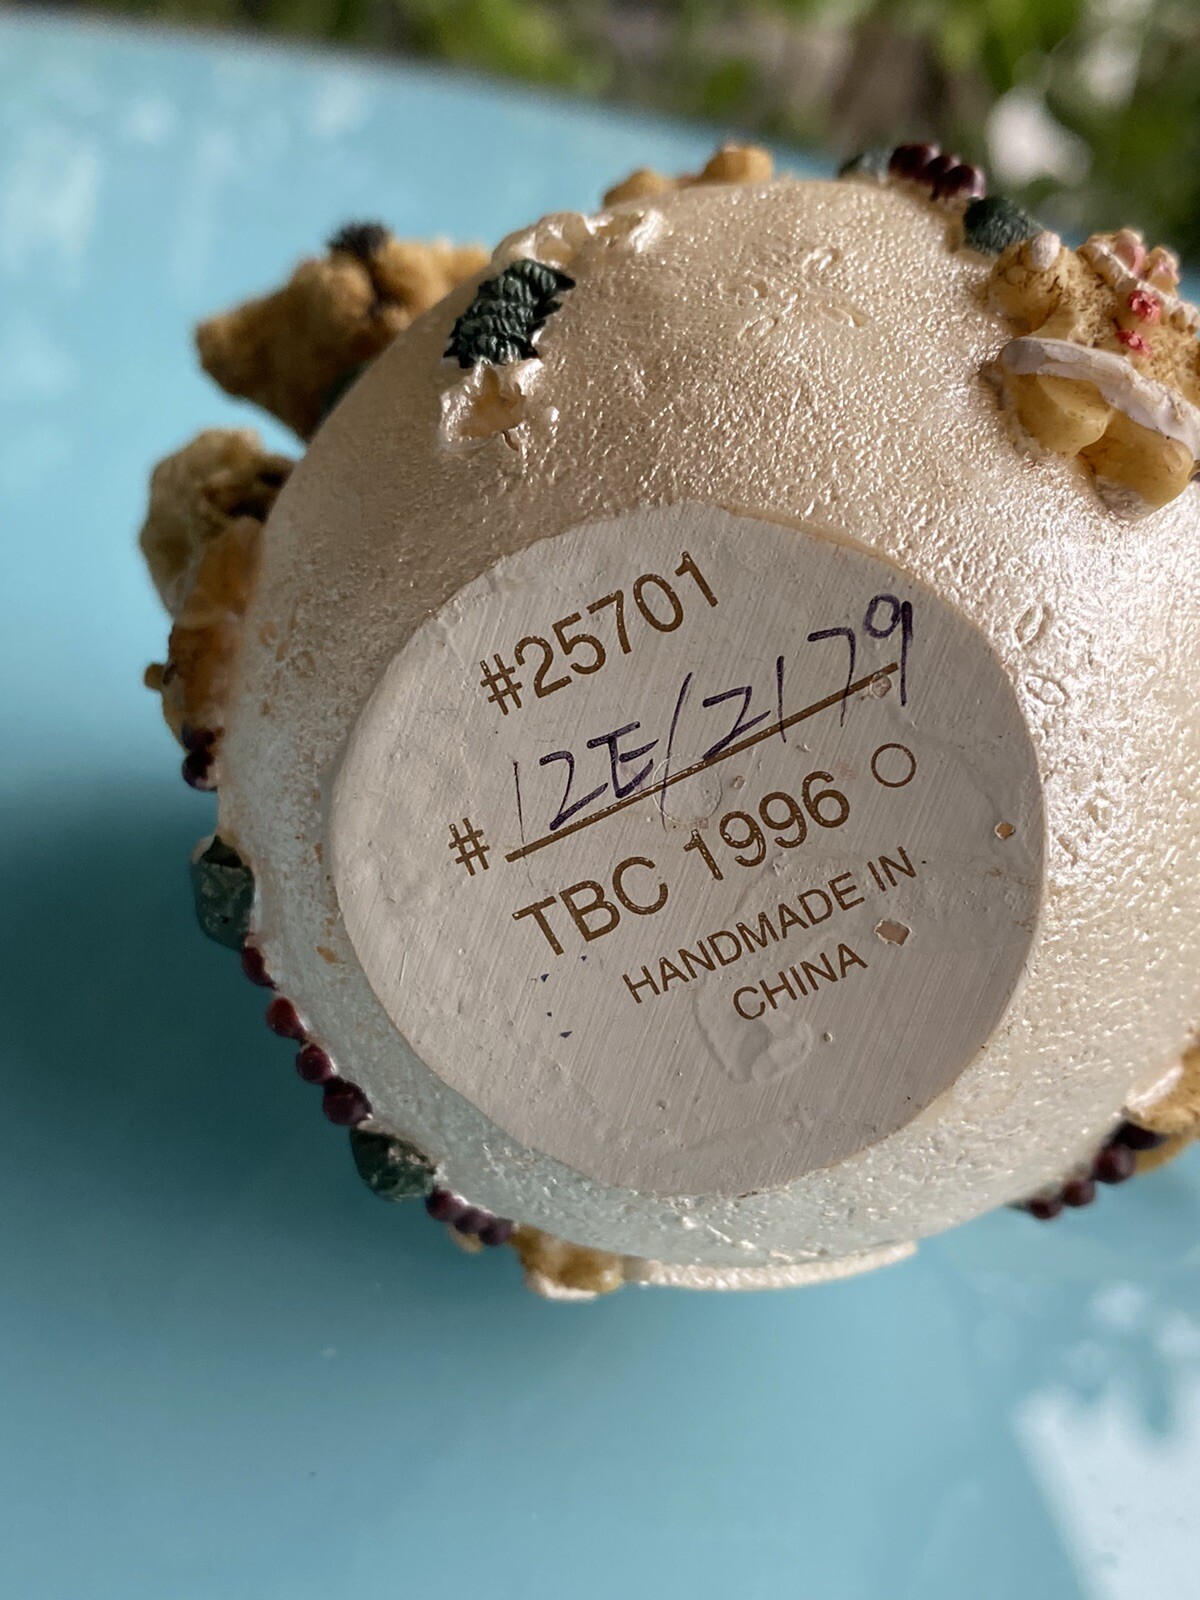 #25701
# 12E/2179
TBC 1996
HANDMADE IN
CHINA